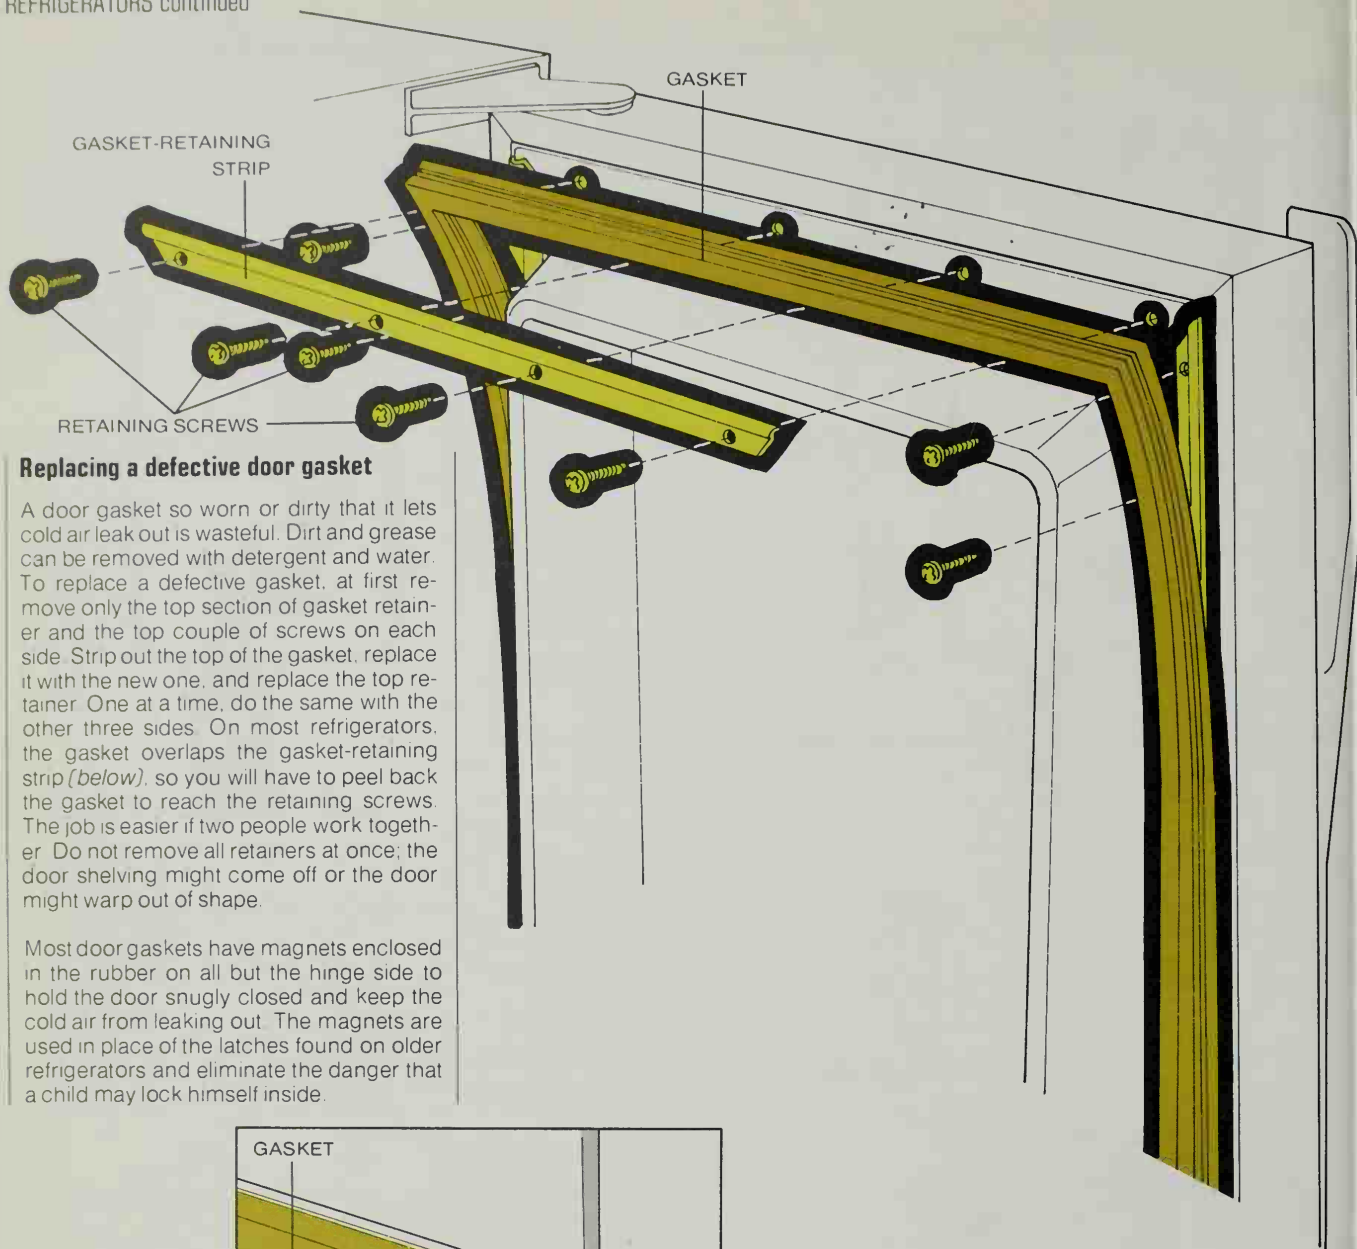 REFRIGERATORS continued
GASKET
GASKET-RETAINING
STRIP
RETAINING SCREWS
Replacing a defective door gasket
A door gasket so worn or dirty that it lets
cold air leak out is wasteful. Dirt and grease
can be removed with detergent and water.
To replace a defective gasket, at first re-
move only the top section of gasket retain-
er and the top couple of screws on each
side. Strip out the top of the gasket, replace
it with the new one, and replace the top re-
tainer. One at a time, do the same with the
other three sides. On most refrigerators,
the gasket overlaps the gasket-retaining
strip (below), so you will have to peel back
the gasket to reach the retaining screws.
The job is easier if two people work togeth-
er. Do not remove all retainers at once; the
door shelving might come off or the door
might warp out of shape.
Most door gaskets have magnets enclosed
in the rubber on all but the hinge side to
hold the door snugly closed and keep the
cold air from leaking out. The magnets are
used in place of the latches found on older
refrigerators and eliminate the danger that
a child may lock himself inside.
GASKET